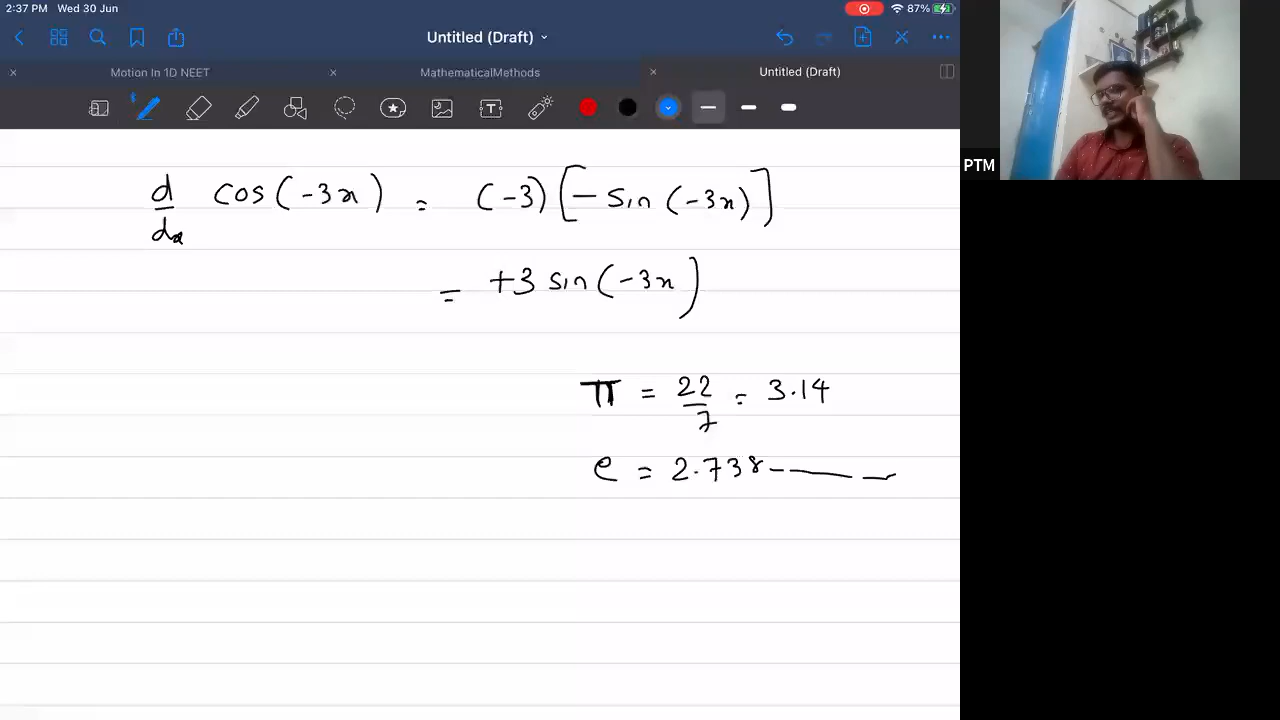 2:37 PM Wed 30 Jun 87%
Untitled (Draft)
Motion In 1D NEET MathematicalMethods Untitled (Draft)
T
PTM
d/dx cos(-3x) = (-3)[-sin(-3x)]
= +3 sin(-3x)
π = 22/7 = 3.14
e = 2.738-----